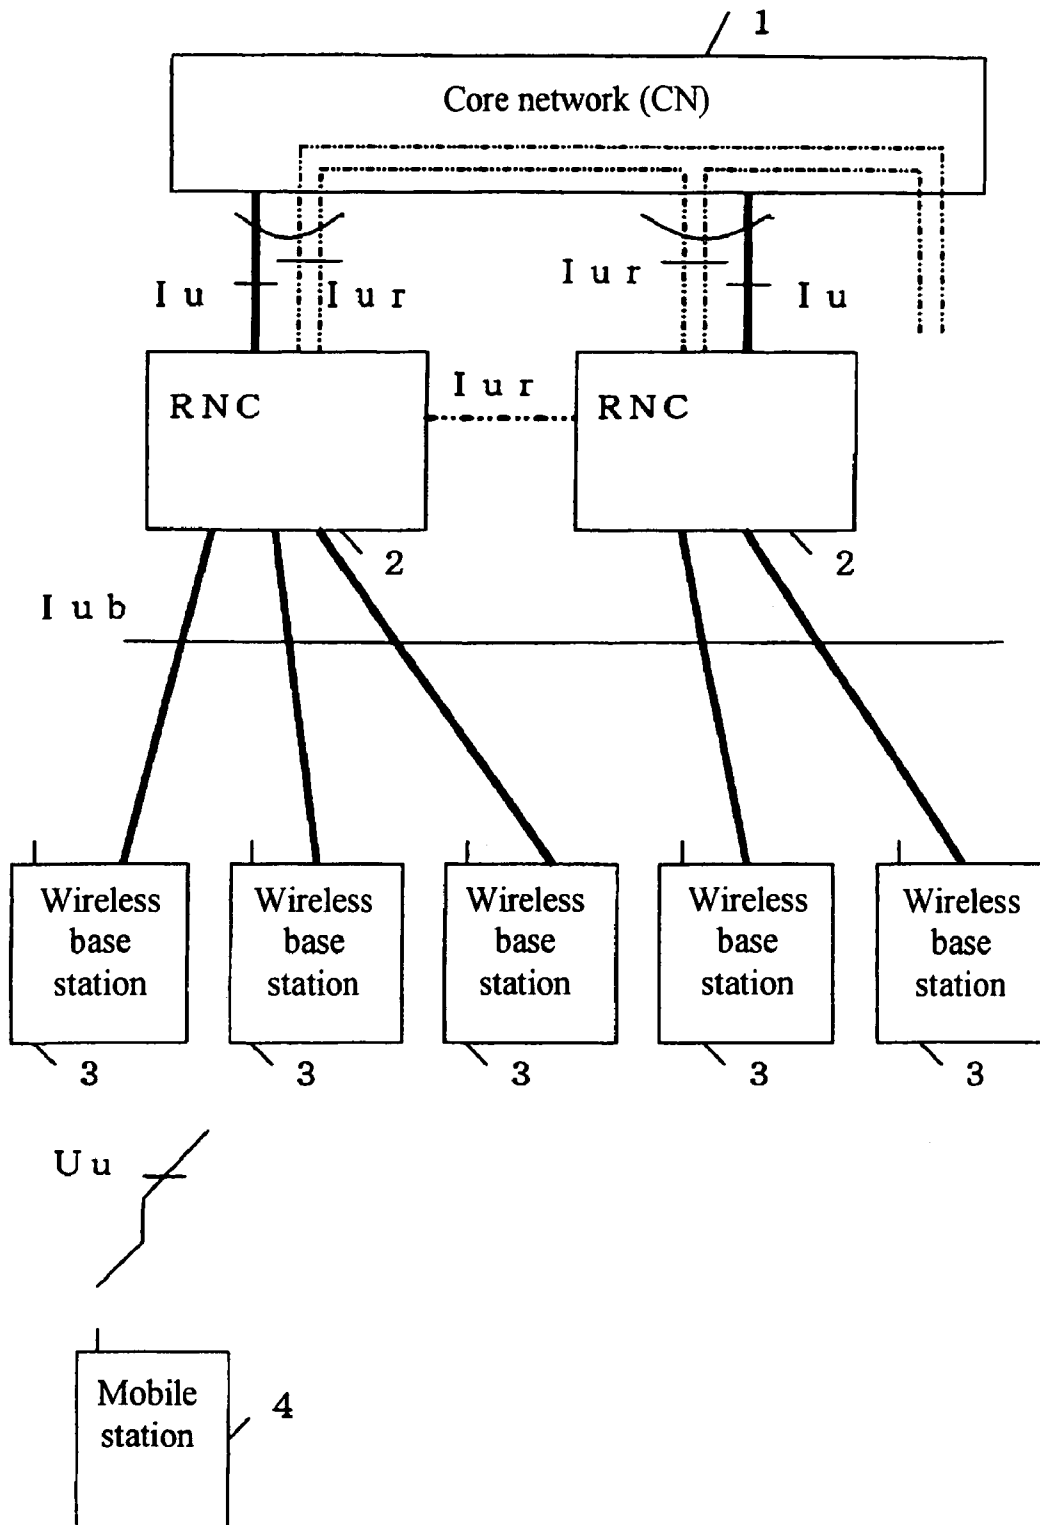 1
Core network (CN)
Iu
Iur
Iur
Iu
RNC
Iur
RNC
2
2
Iub
Wireless
base
station
Wireless
base
station
Wireless
base
station
Wireless
base
station
Wireless
base
station
3
3
3
3
3
Uu
Mobile
station
4